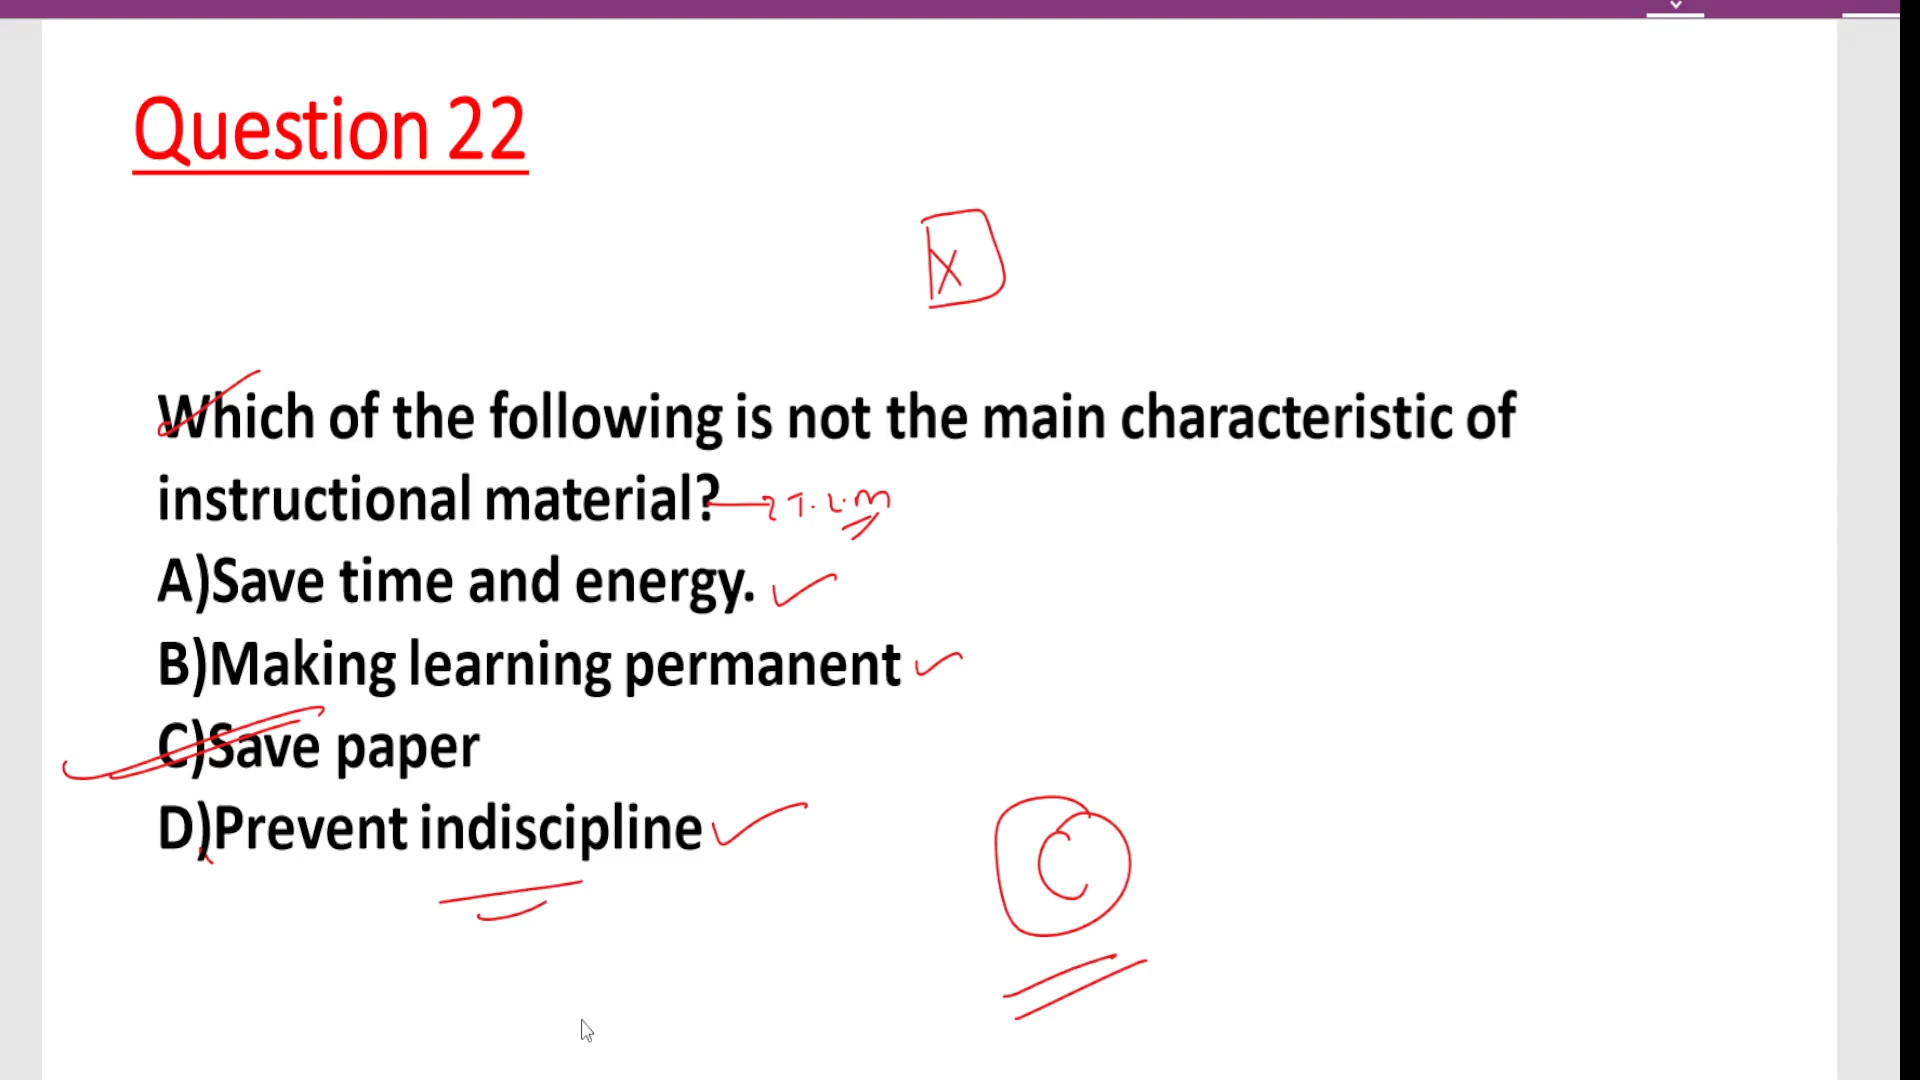 Question 22
X
Which of the following is not the main characteristic of
instructional material? T.L.M
A)Save time and energy.
B)Making learning permanent
C)Save paper
D)Prevent indiscipline
C